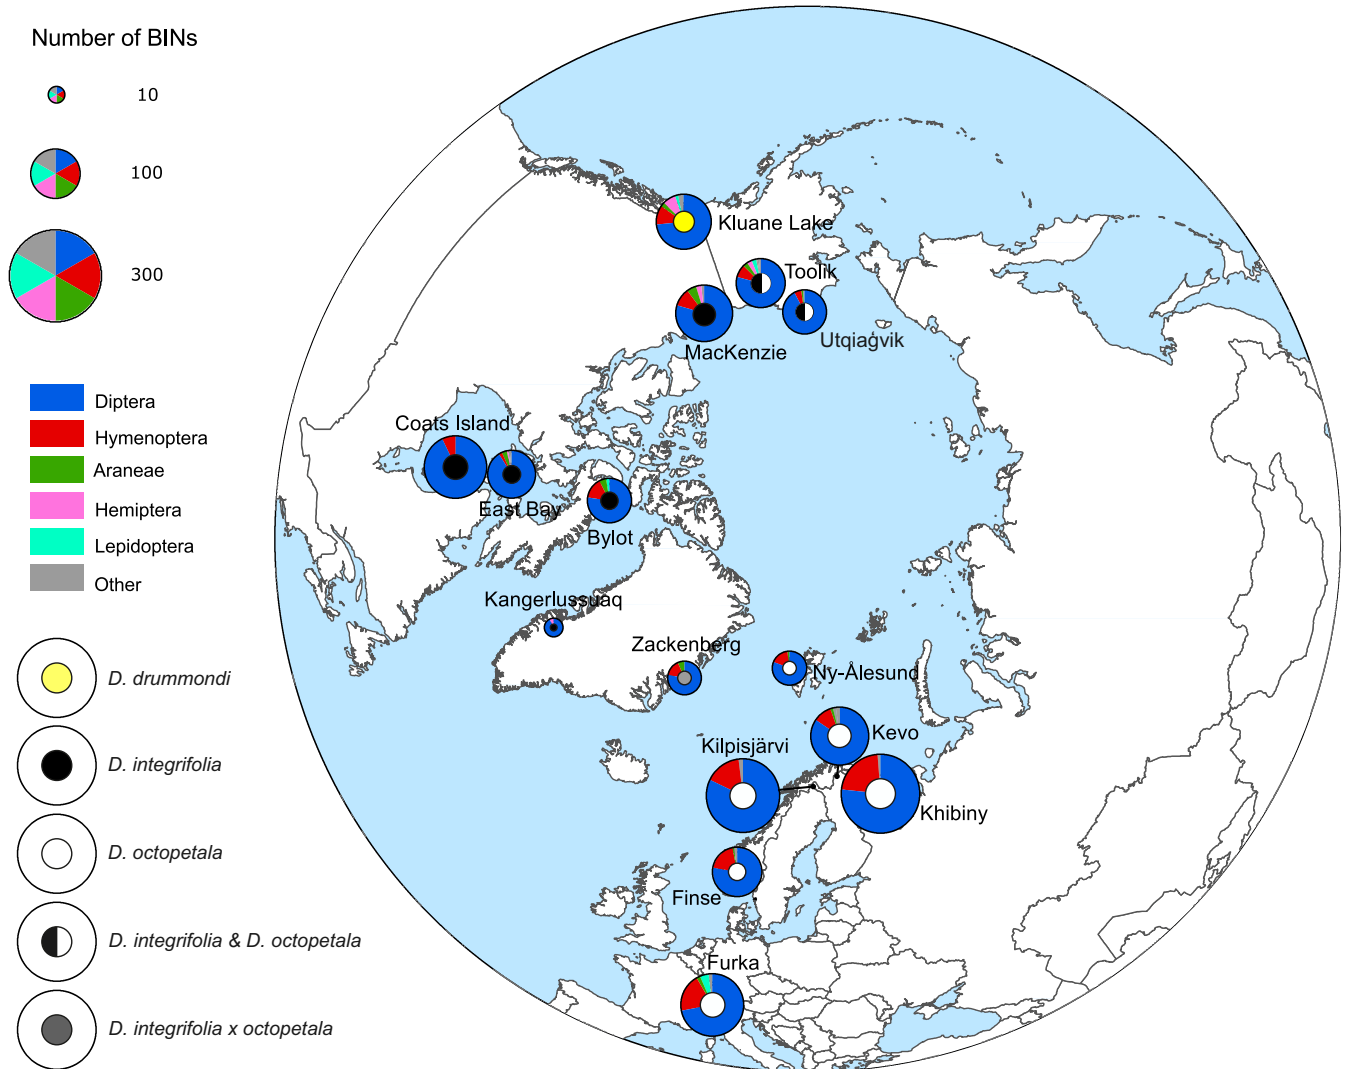 Number of BINs
10
100
300
Diptera
Hymenoptera
Araneae
Hemiptera
Lepidoptera
Other
D. drummondi
D. integrifolia
D. octopetala
D. integrifolia & D. octopetala
D. integrifolia x octopetala
Kluane Lake
Toolik
Utqiaġvik
MacKenzie
Coats Island
East Bay
Bylot
Kangerlussuaq
Zackenberg
Ny-Ålesund
Kevo
Kilpisjärvi
Khibiny
Finse
Furka